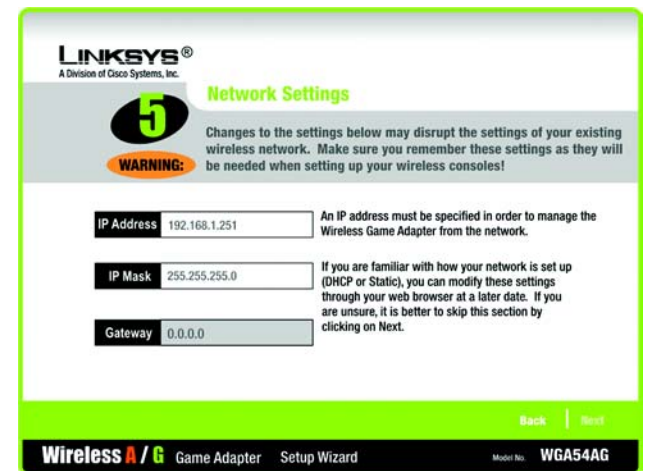 LINKSYS®
A Division of Cisco Systems, Inc.
Network Settings
5
WARNING:
Changes to the settings below may disrupt the settings of your existing
wireless network. Make sure you remember these settings as they will
be needed when setting up your wireless consoles!
IP Address 192.168.1.251
An IP address must be specified in order to manage the
Wireless Game Adapter from the network.
IP Mask 255.255.255.0
If you are familiar with how your network is set up
(DHCP or Static), you can modify these settings
through your web browser at a later date. If you
are unsure, it is better to skip this section by
clicking on Next.
Gateway 0.0.0.0
Back | Next
Wireless A / G Game Adapter Setup Wizard Model No. WGA54AG